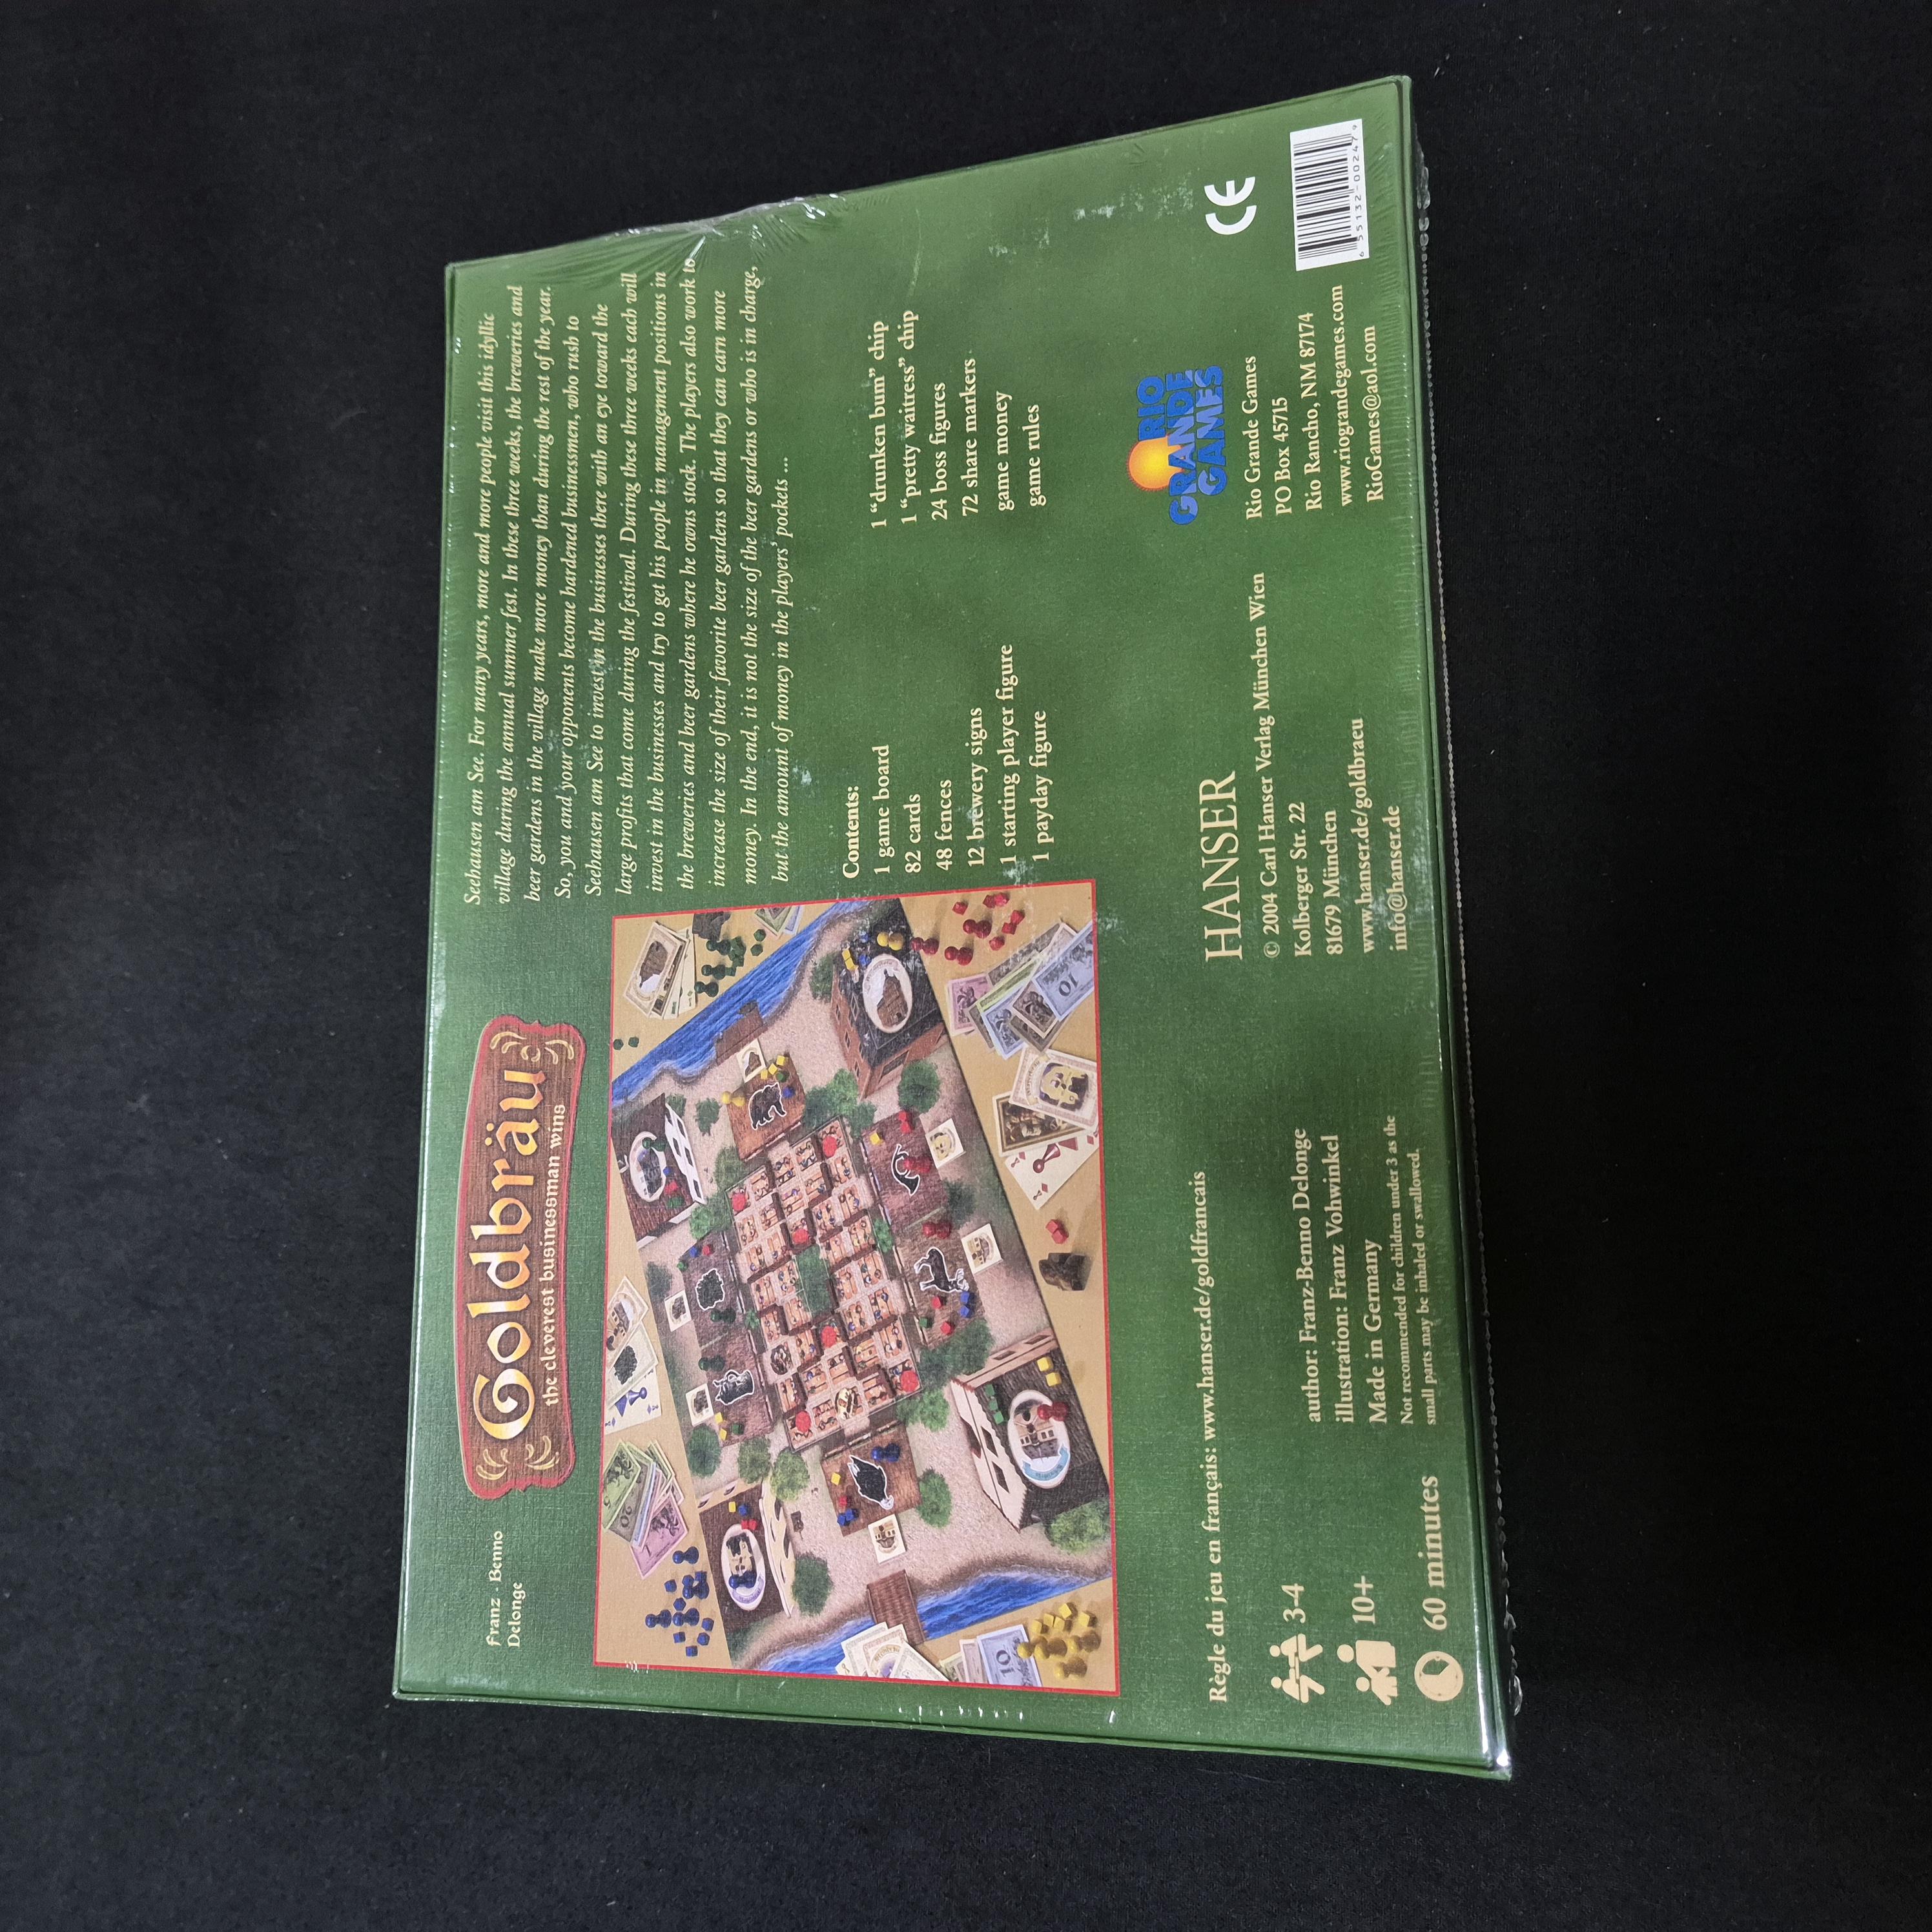 Franz - Benno
Delonge
Goldbräu
the cleverest businessman wins
Seehausen am See. For many years, more and more people visit this idyllic
village during the annual summer fest. In these three weeks, the breweries and
beer gardens in the village make more money than during the rest of the year.
So, you and your opponents become hardened businessmen, who rush to
Seehausen am See to invest in the businesses there with an eye toward the
large profits that come during the festival. During these three weeks each will
invest in the businesses and try to get his people in management positions in
the breweries and beer gardens where he owns stock. The players also work to
increase the size of their favorite beer gardens so that they can earn more
money. In the end, it is not the size of the beer gardens or who is in charge,
but the amount of money in the players' pockets ...
Contents:
1 game board
82 cards
48 fences
12 brewery signs
1 starting player figure
1 payday figure
1 “drunken bum” chip
1 “pretty waitress” chip
24 boss figures
72 share markers
game money
game rules
10
20
10
Règle du jeu en français: www.hanser.de/goldfrancais
3-4
10+
60 minutes
author: Franz-Benno Delonge
illustration: Franz Vohwinkel
Made in Germany
Not recommended for children under 3 as the
small parts may be inhaled or swallowed.
HANSER
© 2004 Carl Hanser Verlag München Wien
Kolberger Str. 22
81679 München
www.hanser.de/goldbraeu
info@hanser.de
RIO
GRANDE
GAMES
Rio Grande Games
PO Box 45715
Rio Rancho, NM 87174
www.riograndegames.com
RioGames@aol.com
CE
6 55132-00247 9